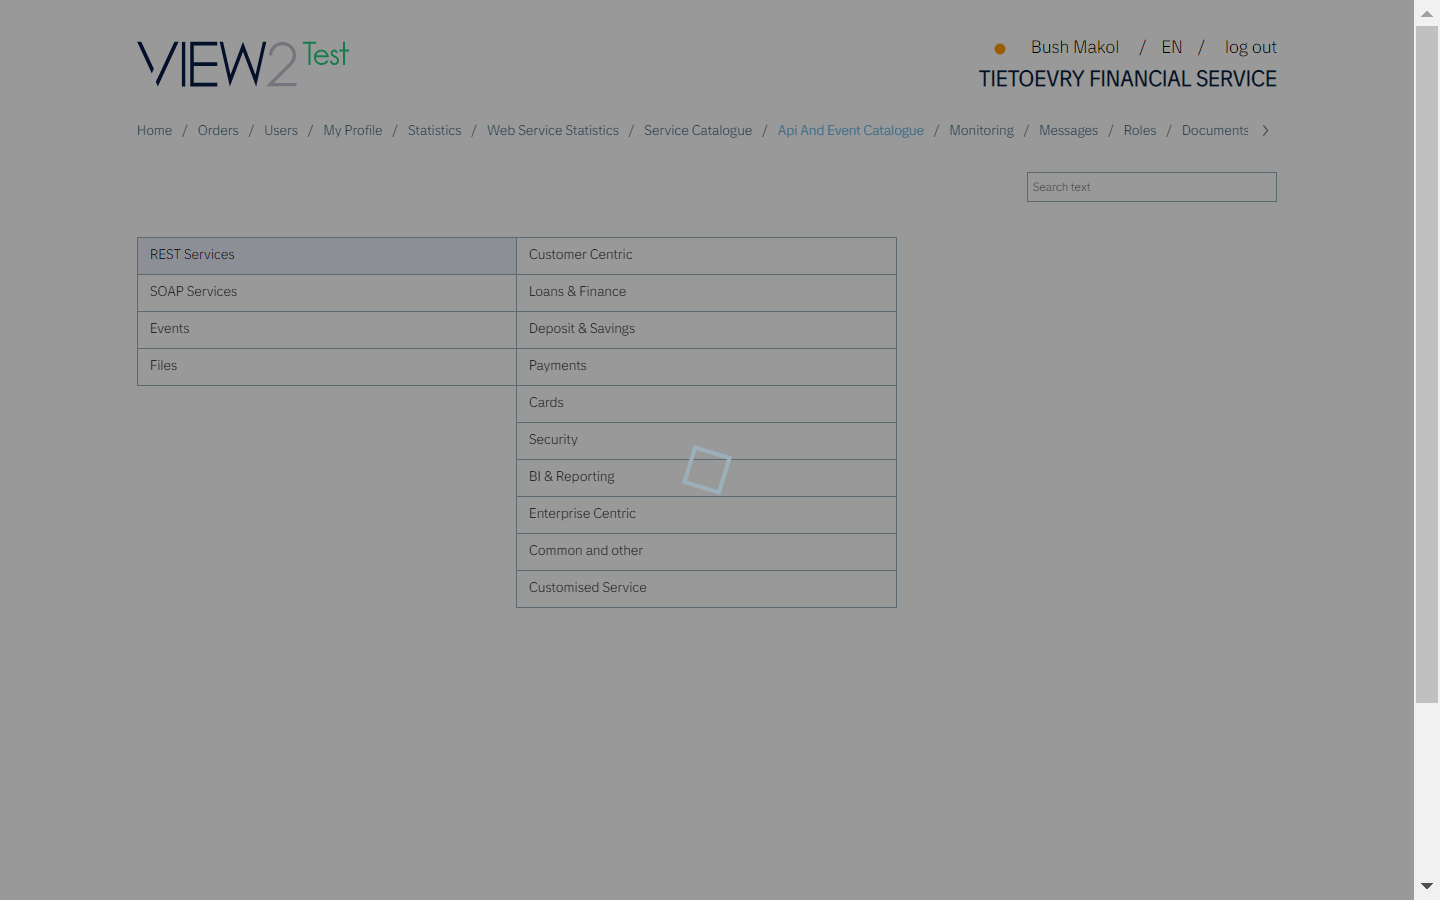 VIEW2 Test
Bush Makol / EN / log out
TIETOEVRY FINANCIAL SERVICE
Home / Orders / Users / My Profile / Statistics / Web Service Statistics / Service Catalogue / Api And Event Catalogue / Monitoring / Messages / Roles / Documents
Search text
REST Services
SOAP Services
Events
Files
Customer Centric
Loans & Finance
Deposit & Savings
Payments
Cards
Security
BI & Reporting
Enterprise Centric
Common and other
Customised Service